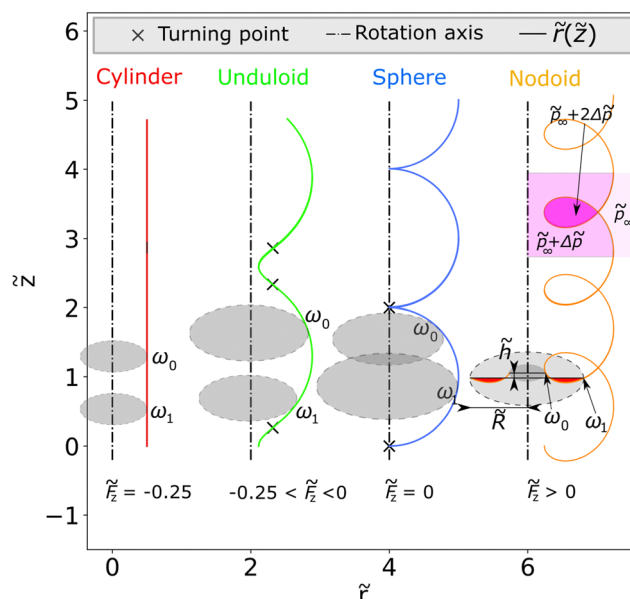 × Turning point -·-· Rotation axis — r̃(z̃)
Cylinder Unduloid Sphere Nodoid
p̃∞+2Δp̃
p̃∞
p̃∞+Δp̃
ω₀ ω₀ ω₀ h̃
ω₁ ω₁ ω₁ R̃ ω₀ ω₁
F̃z = -0.25 -0.25 < F̃z <0 F̃z = 0 F̃z > 0
6
5
4
3
2
1
0
−1
z̃
0 2 4 6
r̃